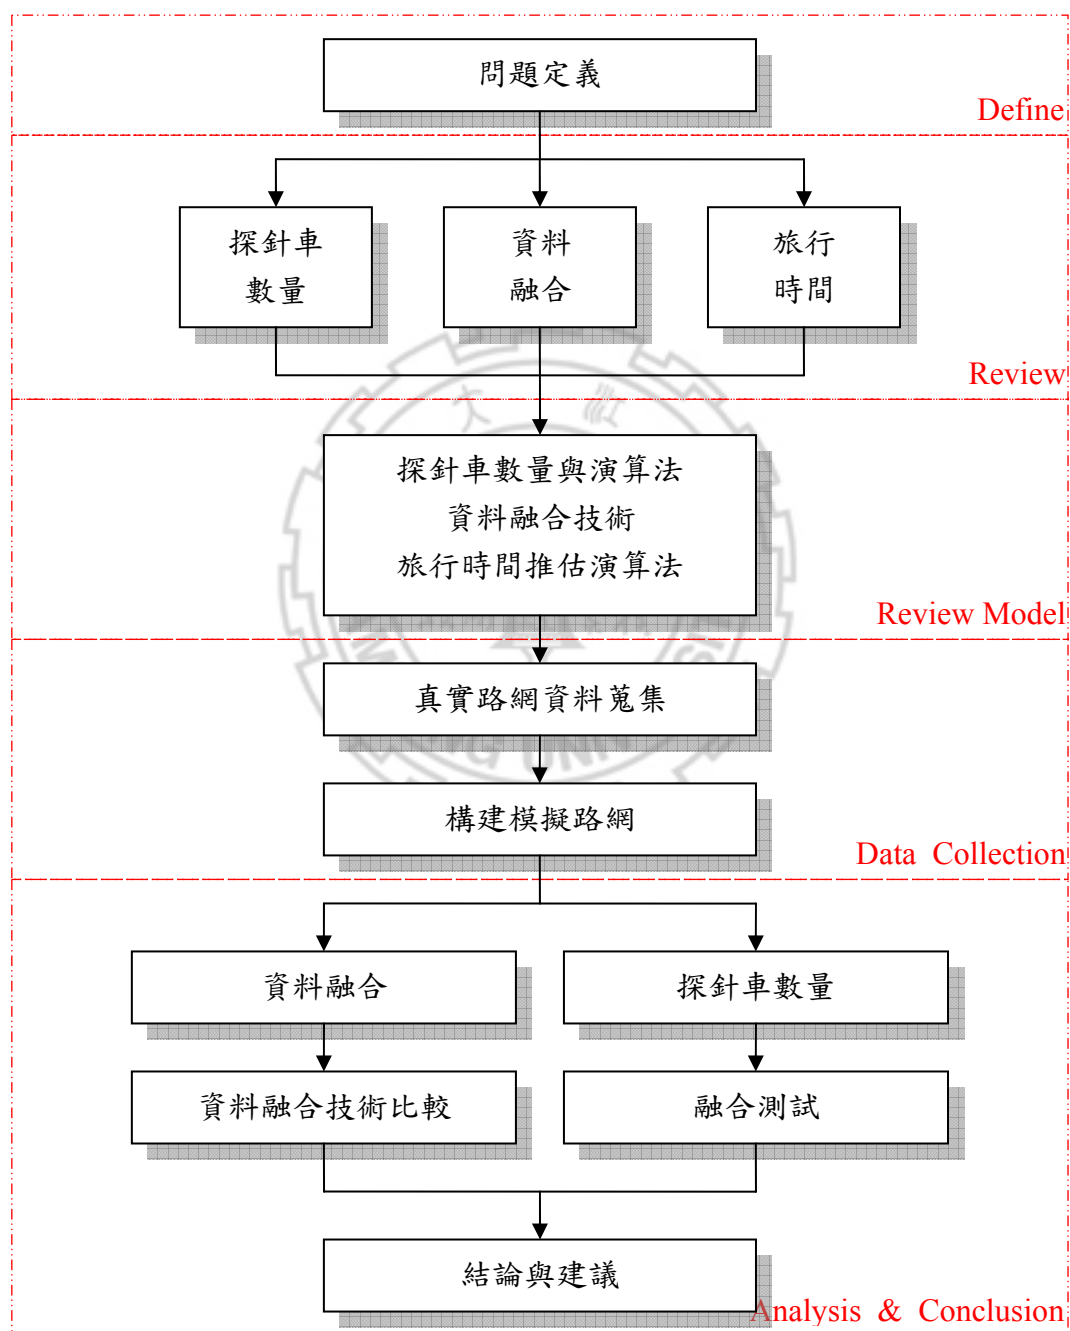 問題定義
Define
探針車
數量
資料
融合
旅行
時間
Review
大 江
探針車數量與演算法
資料融合技術
旅行時間推估演算法
Review Model
真實路網資料蒐集
構建模擬路網
Data Collection
資料融合
探針車數量
資料融合技術比較
融合測試
結論與建議
Analysis & Conclusion